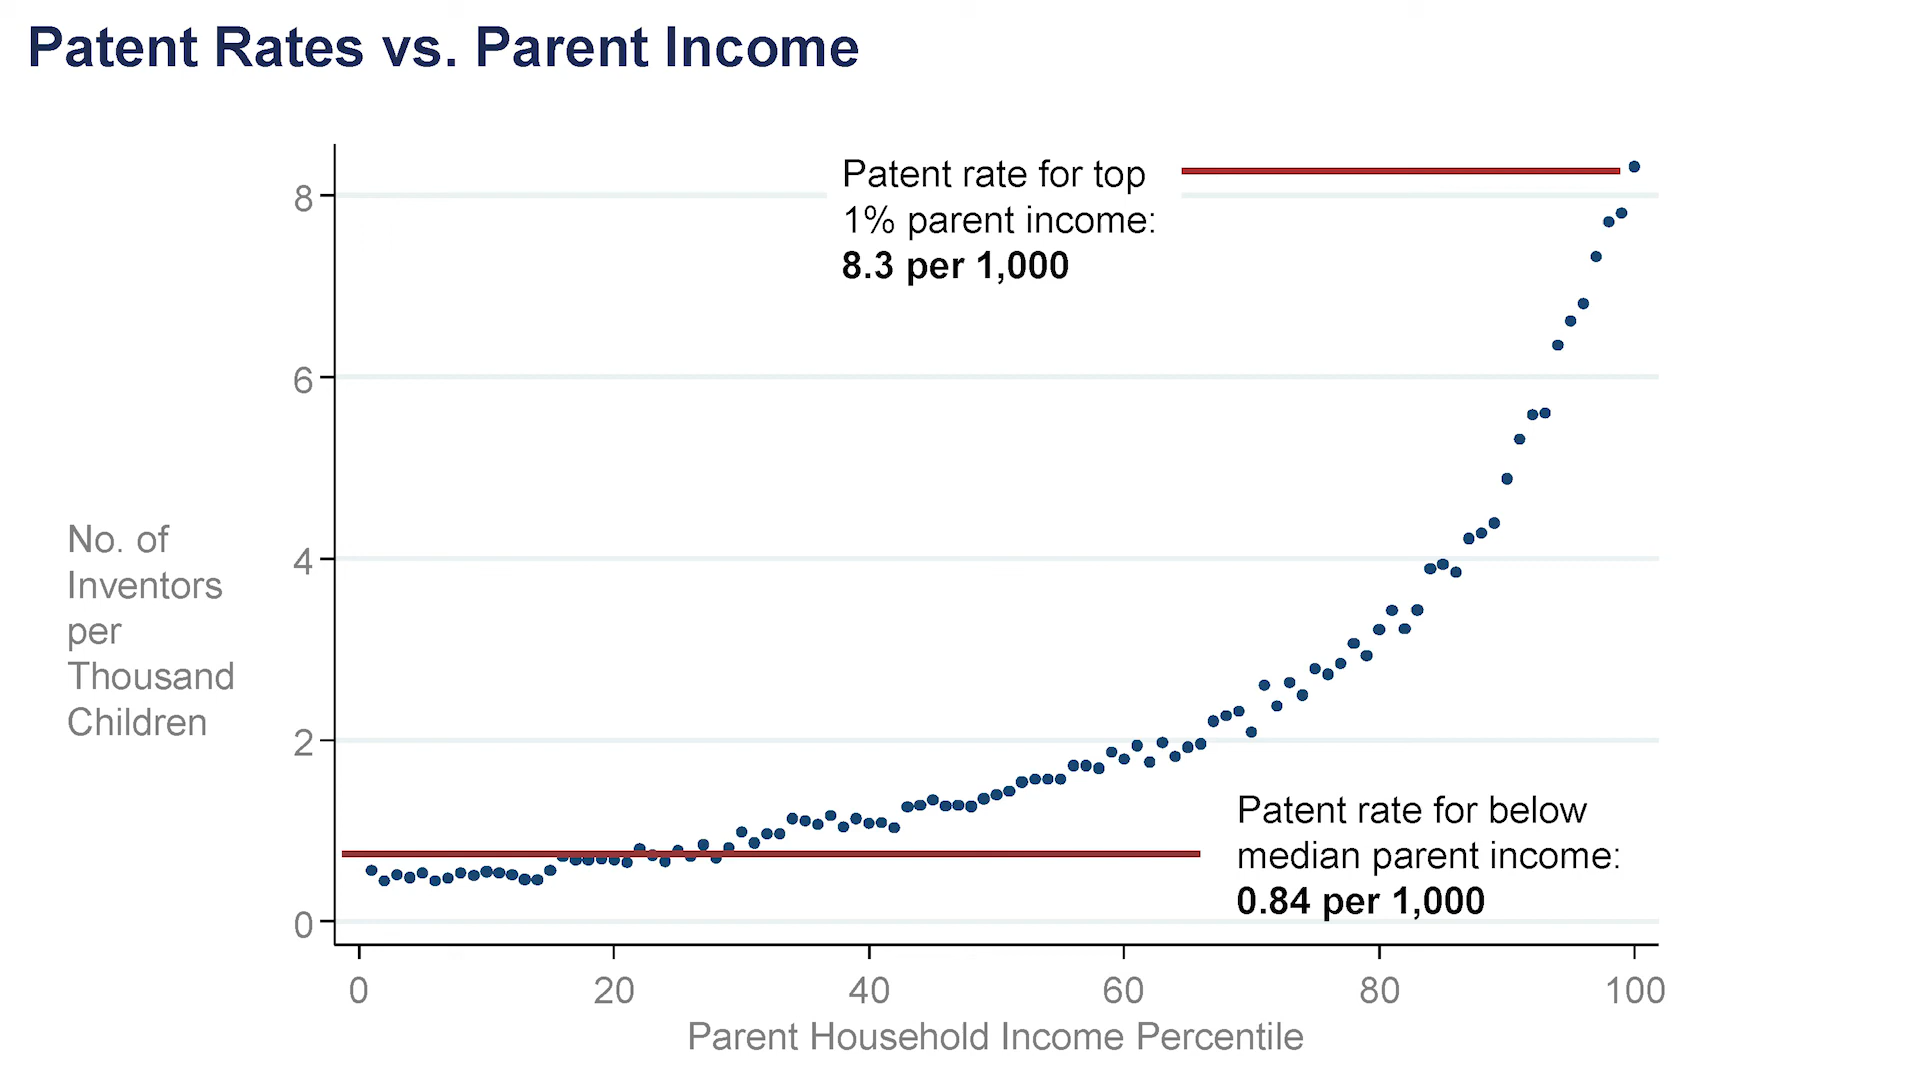 Patent Rates vs. Parent Income
Patent rate for top
1% parent income:
8.3 per 1,000
8
6
4
2
0
No. of
Inventors
per
Thousand
Children
Patent rate for below
median parent income:
0.84 per 1,000
0 20 40 60 80 100
Parent Household Income Percentile